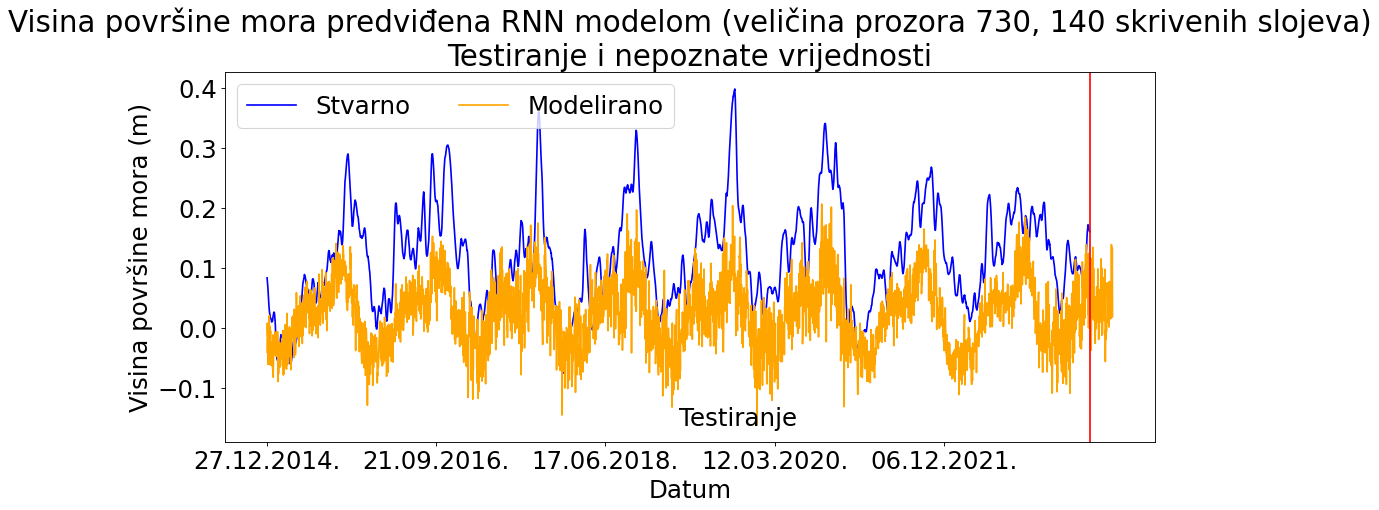 Visina površine mora predviđena RNN modelom (veličina prozora 730, 140 skrivenih slojeva)
Testiranje i nepoznate vrijednosti
Stvarno
Modelirano
Visina površine mora (m)
0.4
0.3
0.2
0.1
0.0
−0.1
Testiranje
27.12.2014.
21.09.2016.
17.06.2018.
12.03.2020.
06.12.2021.
Datum